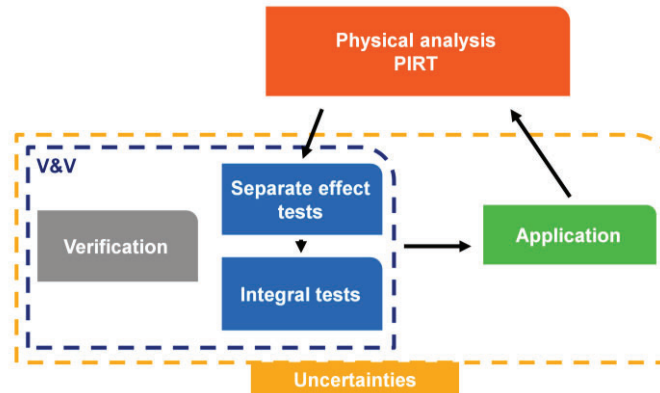 Physical analysis
PIRT
V&V
Separate effect
tests
Verification
Application
Integral tests
Uncertainties